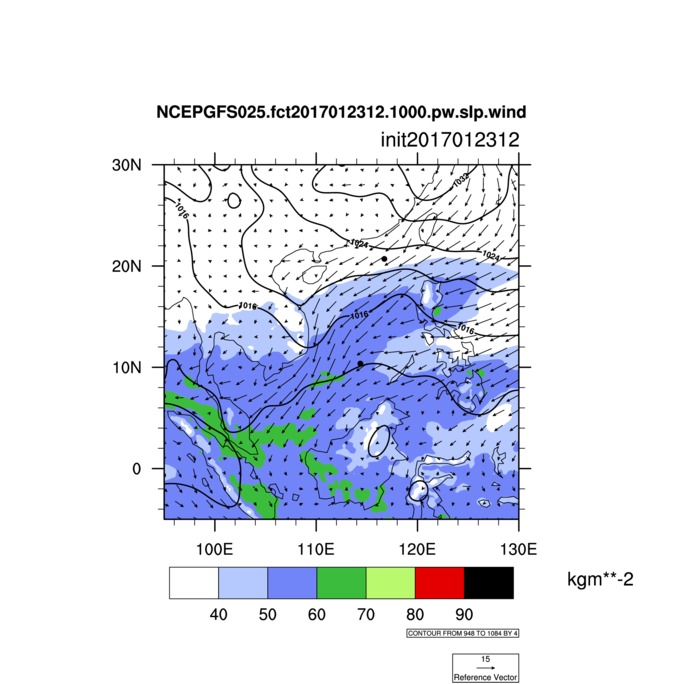 NCEPGFS025.fct2017012312.1000.pw.slp.wind
init2017012312
30N
1032
1016
1024
1024
20N
1016
1016
1016
10N
0
100E 110E 120E 130E
kgm**-2
40 50 60 70 80 90
CONTOUR FROM 948 TO 1084 BY 4
15
Reference Vector